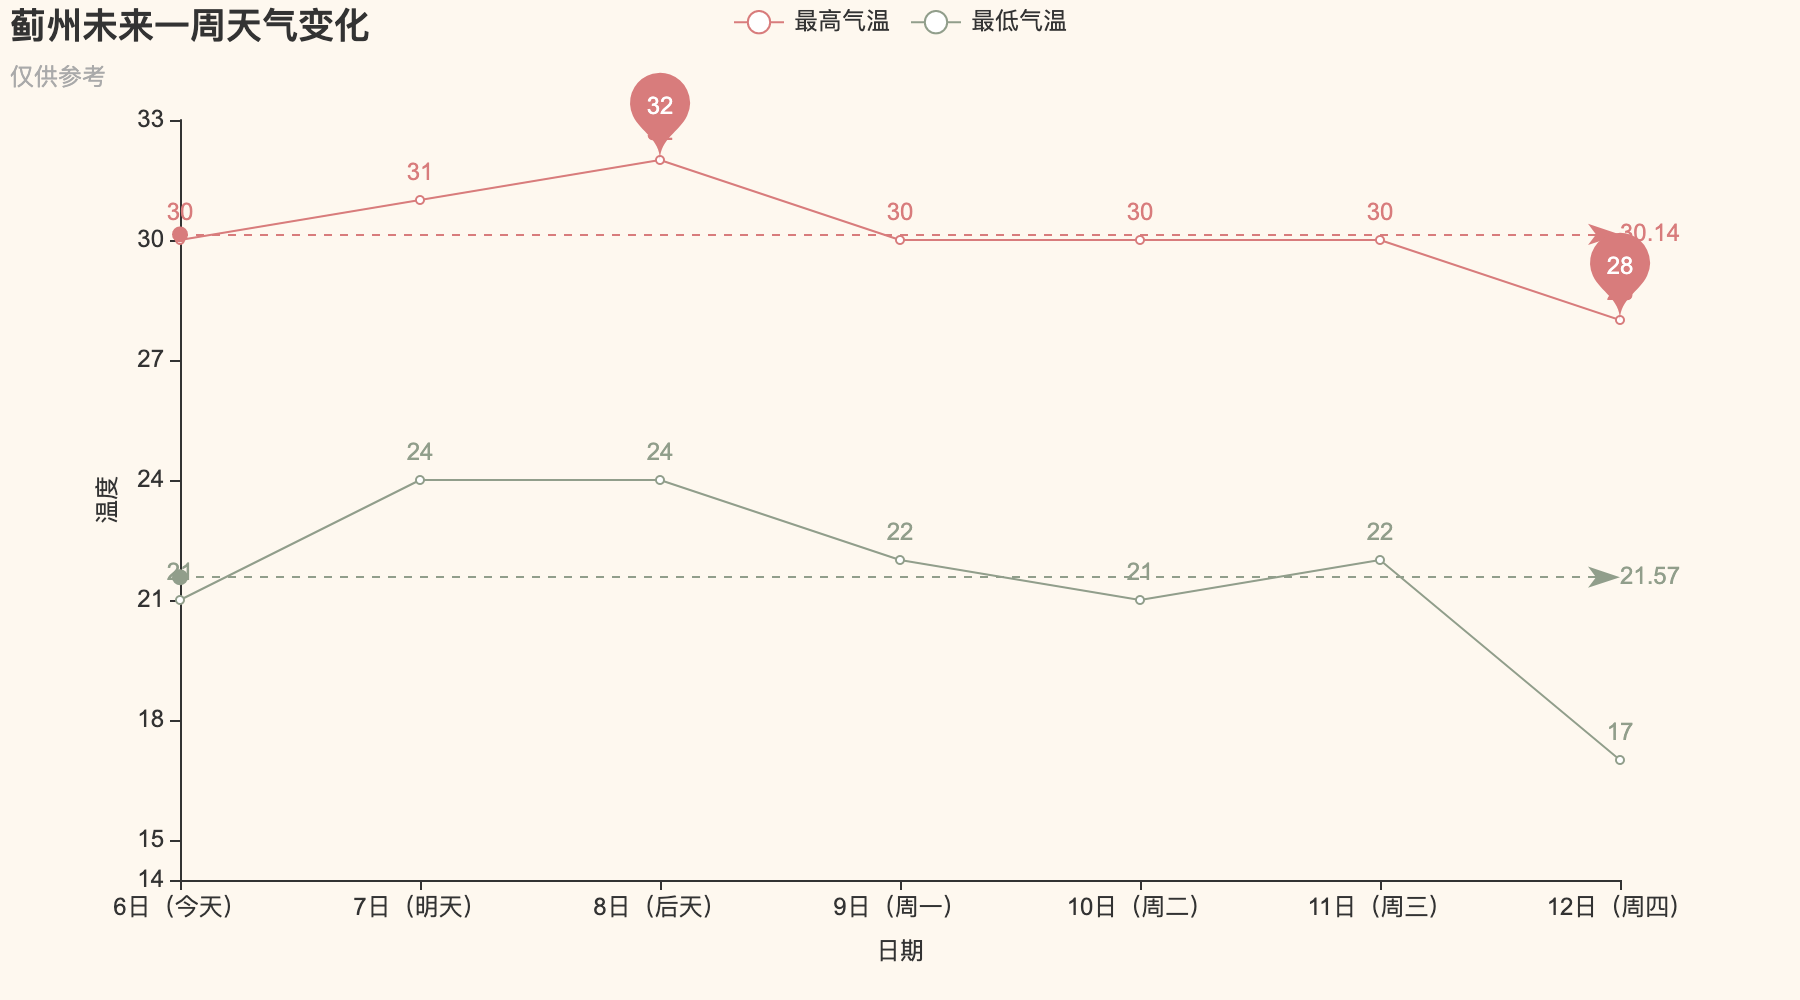 蓟州未来一周天气变化
仅供参考
最高气温
最低气温
33
30
27
24
21
18
15
14
温度
30
31
32
30
30
30
28
30.14
21
24
24
22
21
22
17
21.57
6日（今天）
7日（明天）
8日（后天）
9日（周一）
10日（周二）
11日（周三）
12日（周四）
日期